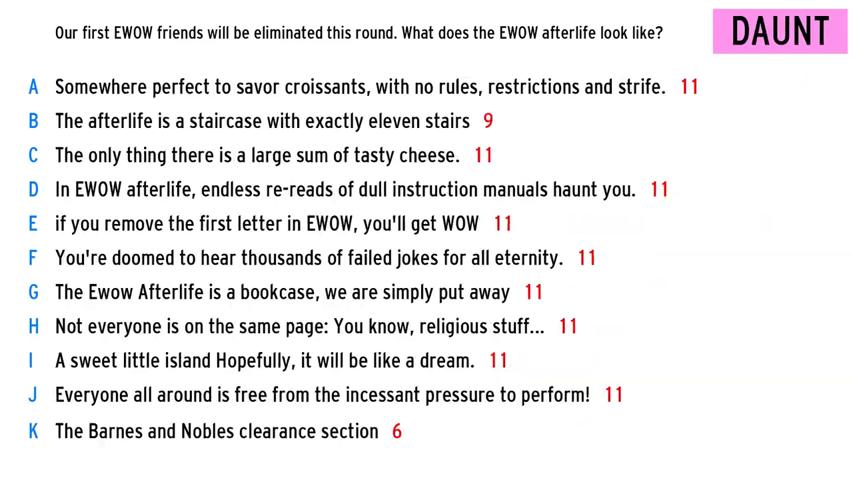 Our first EWOW friends will be eliminated this round. What does the EWOW afterlife look like?
DAUNT
A Somewhere perfect to savor croissants, with no rules, restrictions and strife. 11
B The afterlife is a staircase with exactly eleven stairs 9
C The only thing there is a large sum of tasty cheese. 11
D In EWOW afterlife, endless re-reads of dull instruction manuals haunt you. 11
E if you remove the first letter in EWOW, you'll get WOW 11
F You're doomed to hear thousands of failed jokes for all eternity. 11
G The Ewow Afterlife is a bookcase, we are simply put away 11
H Not everyone is on the same page: You know, religious stuff... 11
I A sweet little island Hopefully, it will be like a dream. 11
J Everyone all around is free from the incessant pressure to perform! 11
K The Barnes and Nobles clearance section 6